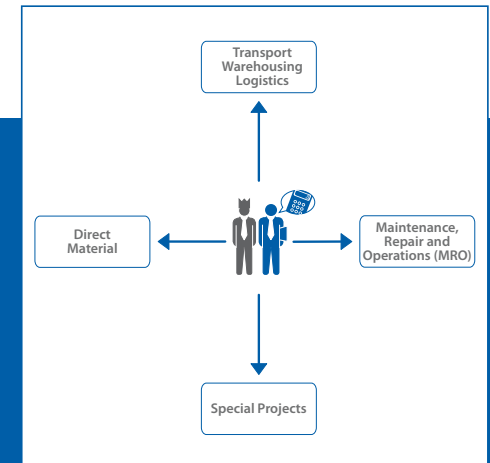 Transport
Warehousing
Logistics
Direct
Material
Maintenance,
Repair and
Operations (MRO)
Special Projects